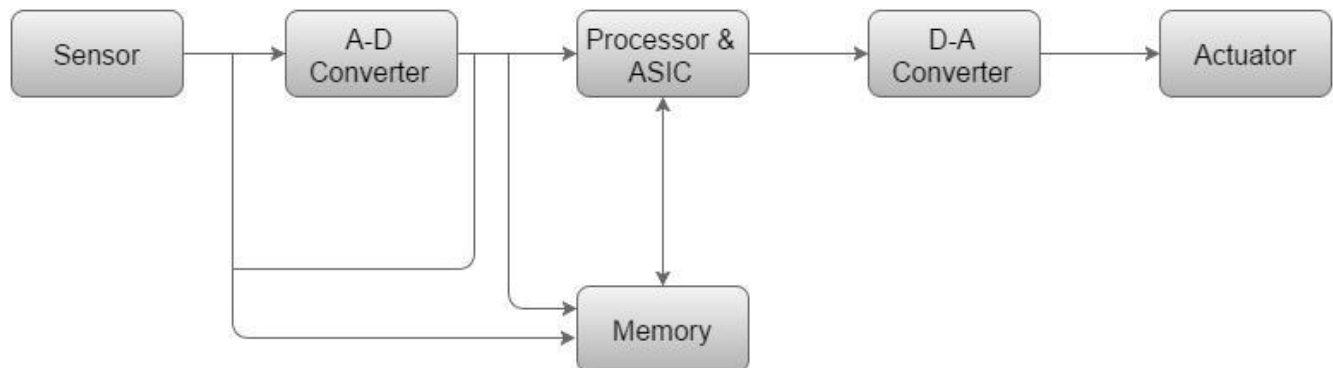 Sensor
A-D
Converter
Processor &
ASIC
D-A
Converter
Actuator
Memory